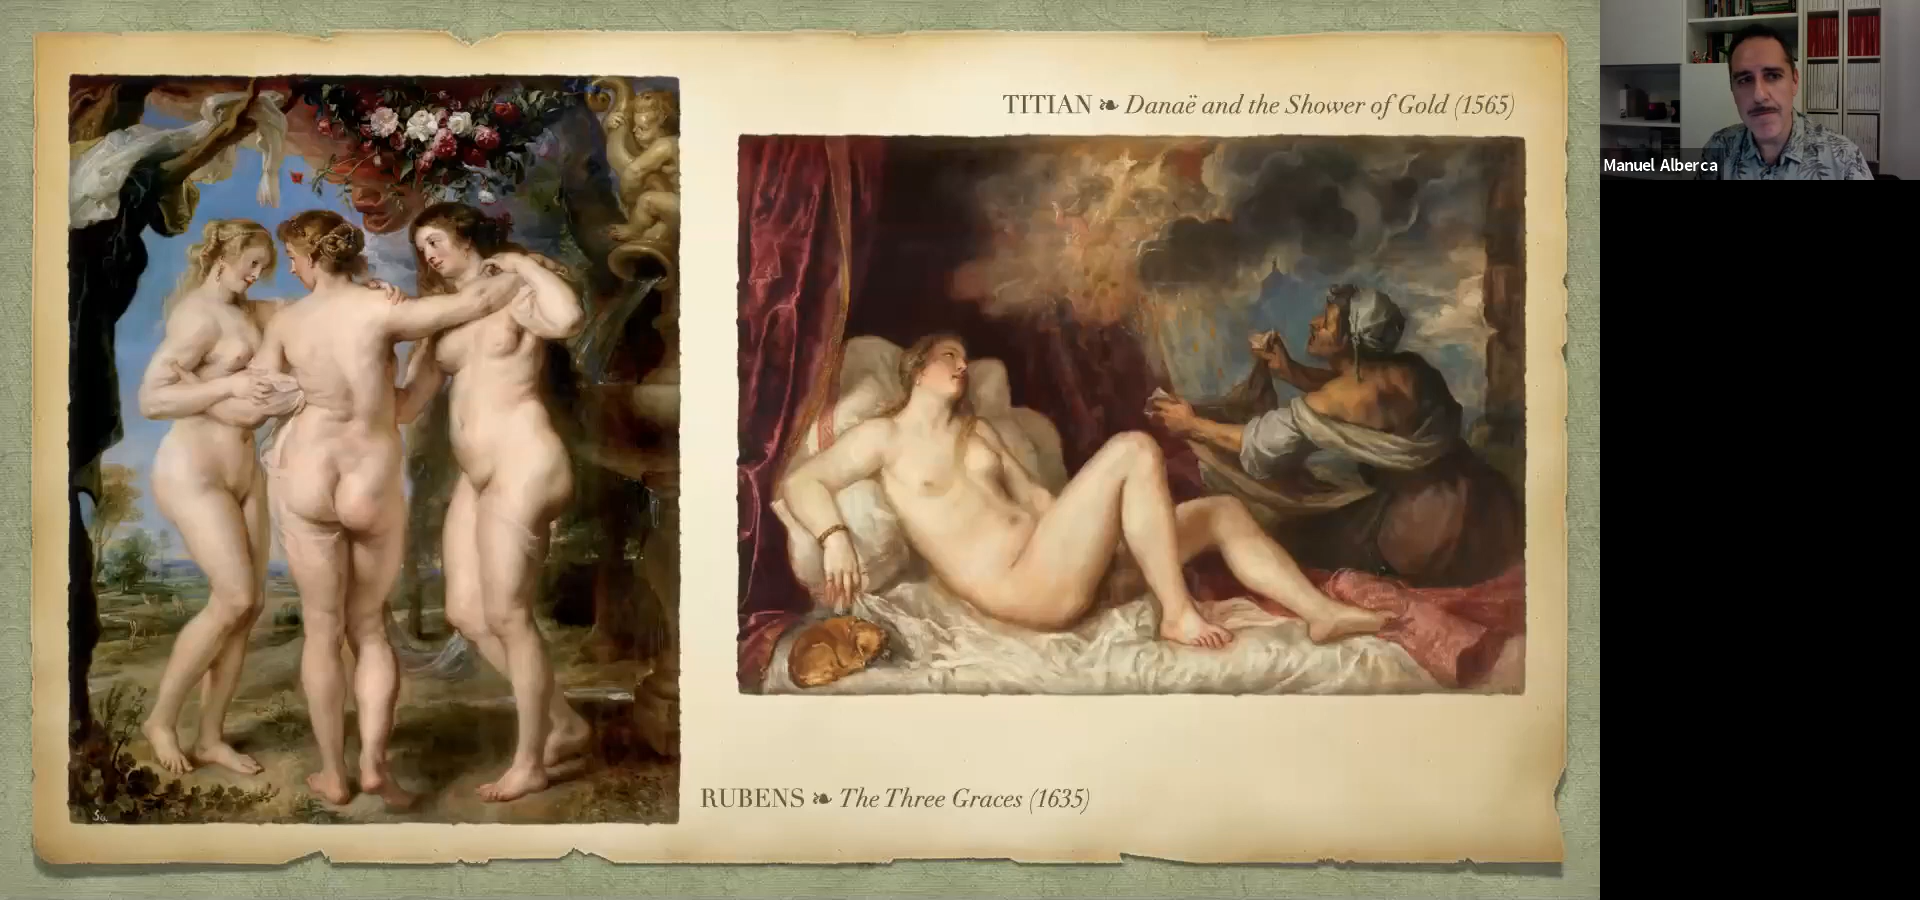 TITIAN ❧ Danaë and the Shower of Gold (1565)
Manuel Alberca
RUBENS ❧ The Three Graces (1635)